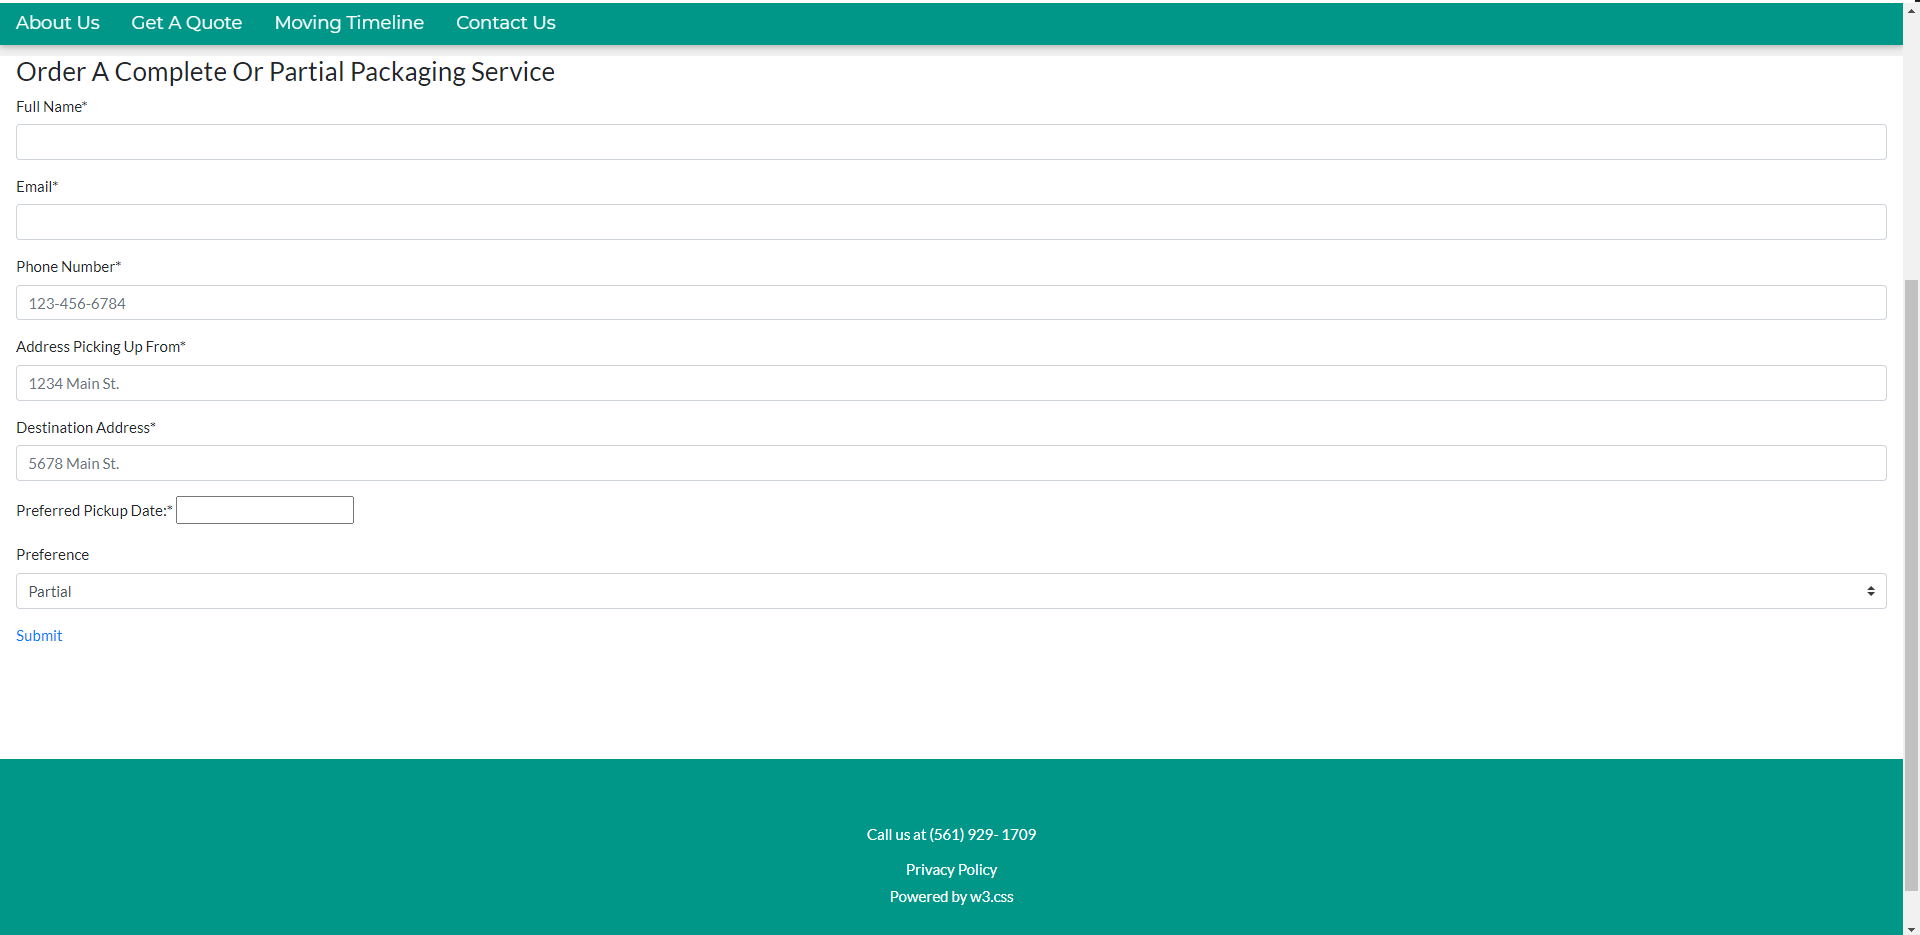 About Us Get A Quote Moving Timeline Contact Us
Order A Complete Or Partial Packaging Service
Full Name*
Email*
Phone Number*
123-456-6784
Address Picking Up From*
1234 Main St.
Destination Address*
5678 Main St.
Preferred Pickup Date:*
Preference
Partial
Submit
Call us at (561) 929- 1709
Privacy Policy
Powered by w3.css